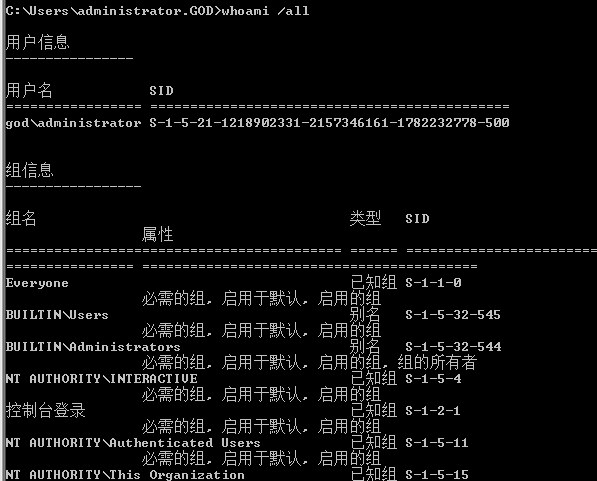 C:\Users\administrator.GOD>whoami /all
用户信息
----------------
用户名 SID
================= =============================================
god\administrator S-1-5-21-1218902331-2157346161-1782232778-500
组信息
-----------------
组名 类型 SID
属性
========================================== ====== ========================
================ ===============================================
Everyone 已知组 S-1-1-0
必需的组, 启用于默认, 启用的组
BUILTIN\Users 别名 S-1-5-32-545
必需的组, 启用于默认, 启用的组
BUILTIN\Administrators 别名 S-1-5-32-544
必需的组, 启用于默认, 启用的组, 组的所有者
NT AUTHORITY\INTERACTIVE 已知组 S-1-5-4
必需的组, 启用于默认, 启用的组
控制台登录 已知组 S-1-2-1
必需的组, 启用于默认, 启用的组
NT AUTHORITY\Authenticated Users 已知组 S-1-5-11
必需的组, 启用于默认, 启用的组
NT AUTHORITY\This Organization 已知组 S-1-5-15